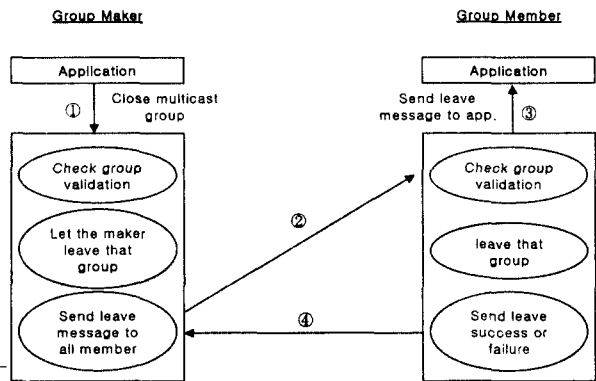 Group Maker
Group Member
Application
Application
①
Close multicast
group
Send leave
message to app.
③
Check group
validation
Let the maker
leave that
group
Send leave
message to
all member
②
④
Check group
validation
leave that
group
Send leave
success or
failure